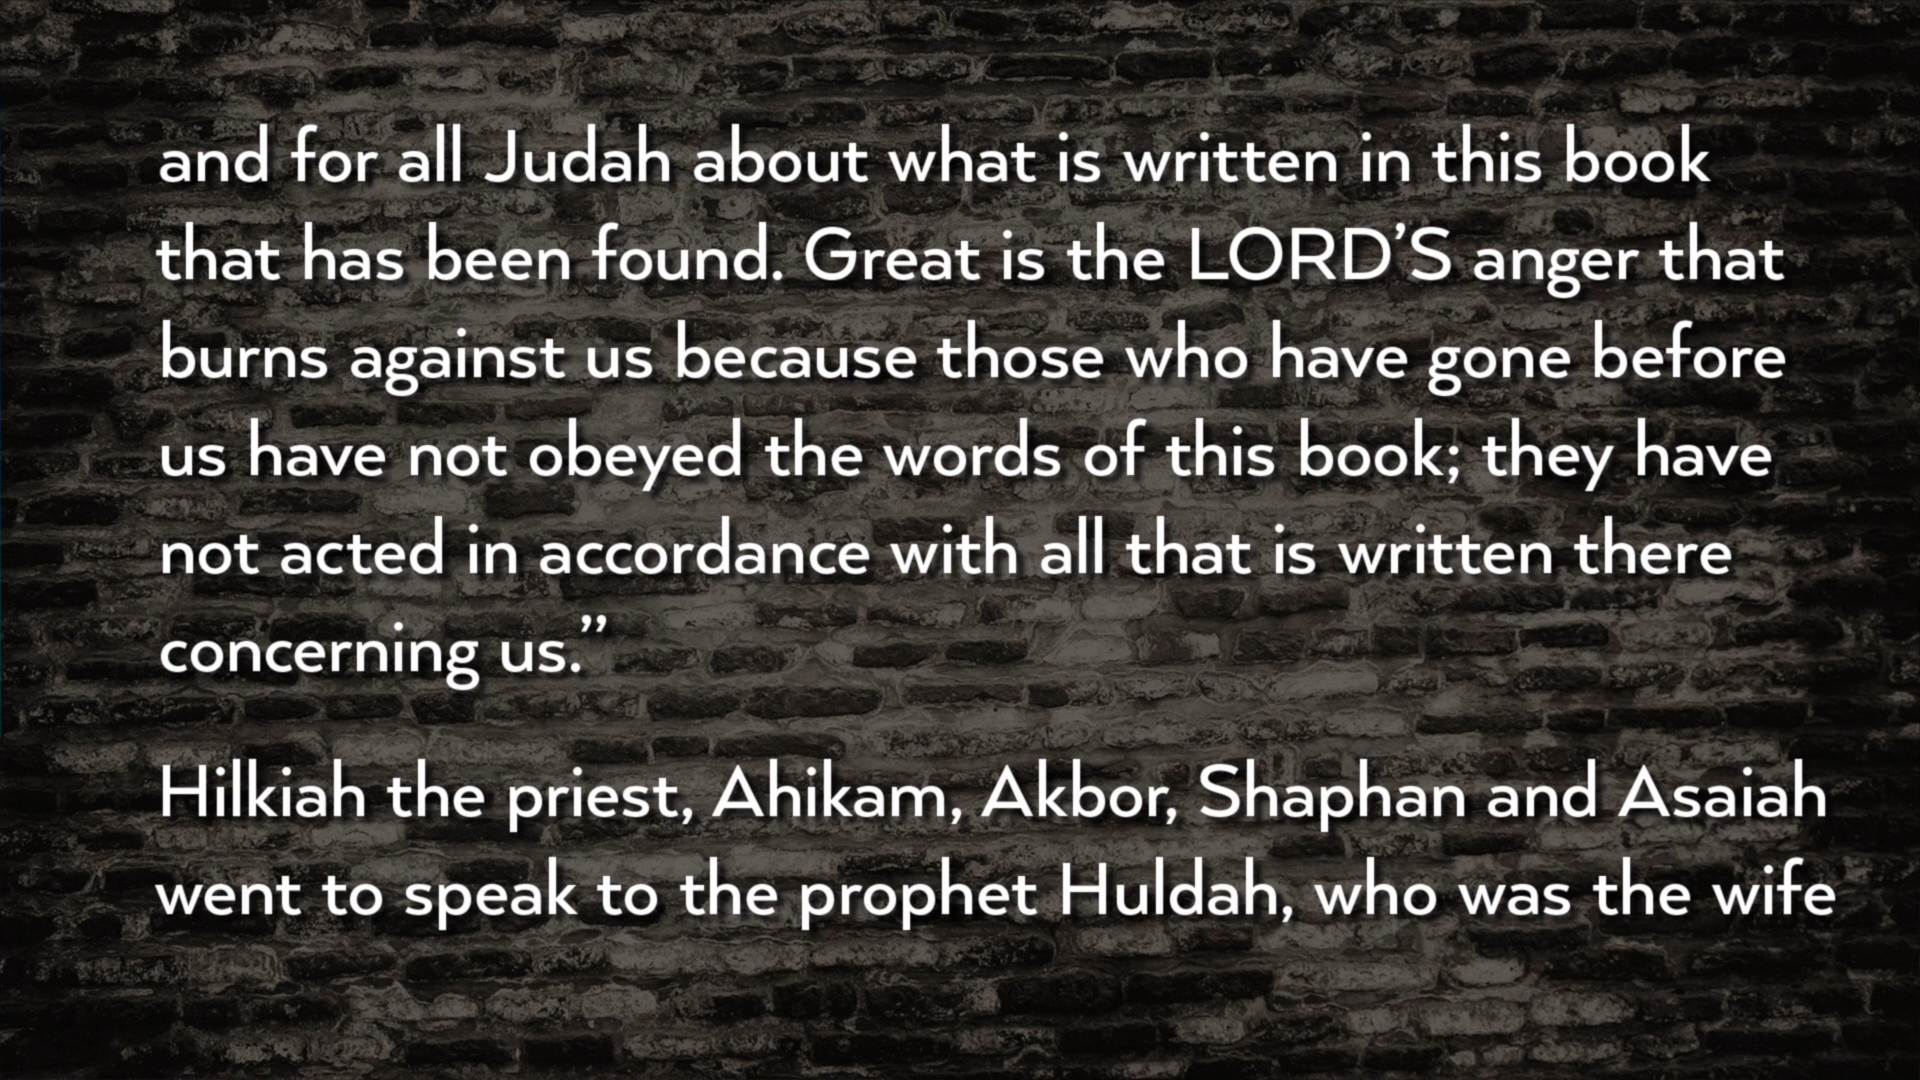 and for all Judah about what is written in this book
that has been found. Great is the LORD’S anger that
burns against us because those who have gone before
us have not obeyed the words of this book; they have
not acted in accordance with all that is written there
concerning us.”
Hilkiah the priest, Ahikam, Akbor, Shaphan and Asaiah
went to speak to the prophet Huldah, who was the wife